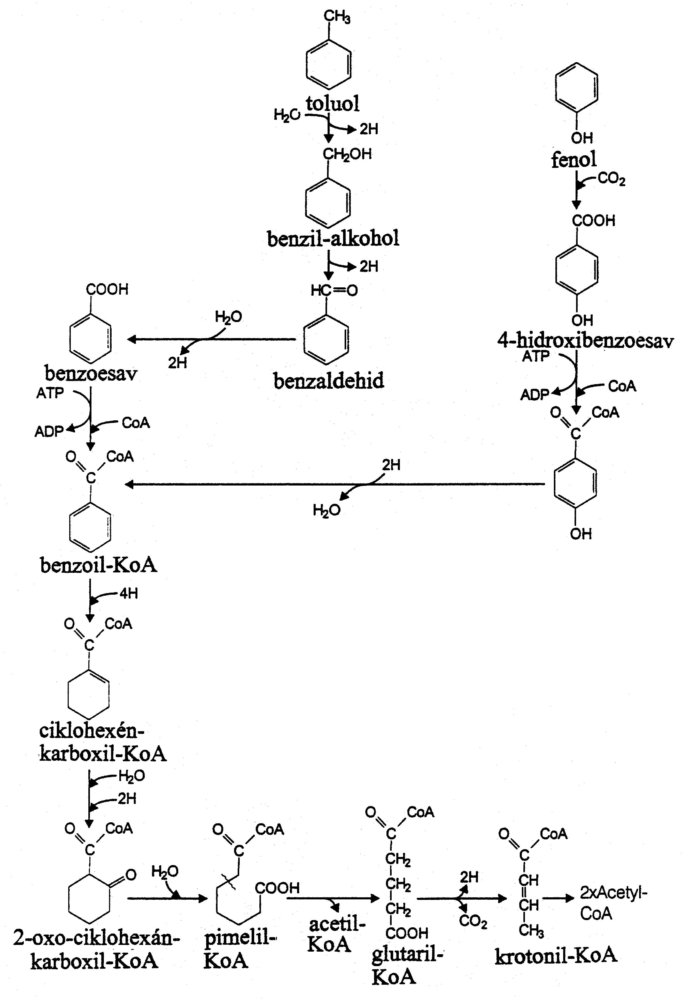 CH₃
toluol
H₂O
2H
CH₂OH
benzil-alkohol
2H
HC=O
benzaldehid
H₂O
2H
COOH
benzoesav
ATP
ADP
CoA
O
CoA
C
benzoil-KoA
OH
fenol
CO₂
COOH
OH
4-hidroxibenzoesav
ATP
ADP
CoA
O
CoA
C
OH
2H
H₂O
4H
O
CoA
C
ciklohexén-
karboxil-KoA
H₂O
2H
O
CoA
C
O
2-oxo-ciklohexán-
karboxil-KoA
H₂O
O
CoA
C
COOH
pimelil-
KoA
acetil-
KoA
O
CoA
C
CH₂
CH₂
CH₂
COOH
glutaril-
KoA
2H
CO₂
O
CoA
C
CH
CH
CH₃
krotonil-KoA
2xAcetyl-
CoA